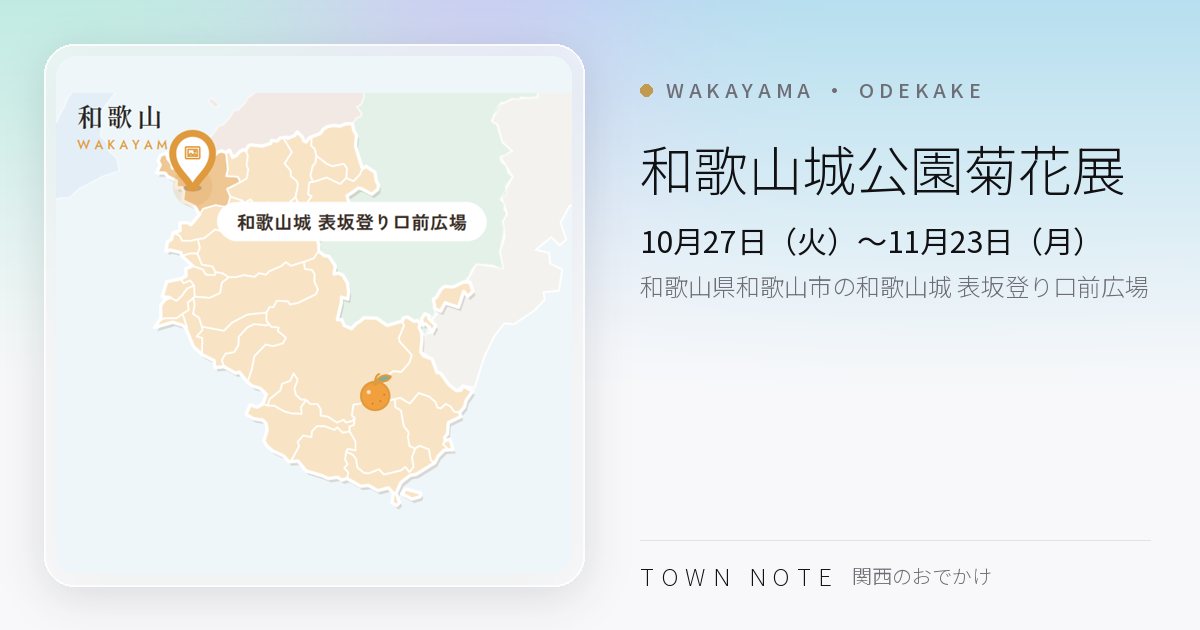 和歌山
WAKAYAM
和歌山城 表坂登り口前広場
WAKAYAMA • ODEKAKE
和歌山城公園菊花展
10月27日（火）〜11月23日（月）
和歌山県和歌山市の和歌山城 表坂登り口前広場
TOWN NOTE 関西のおでかけ